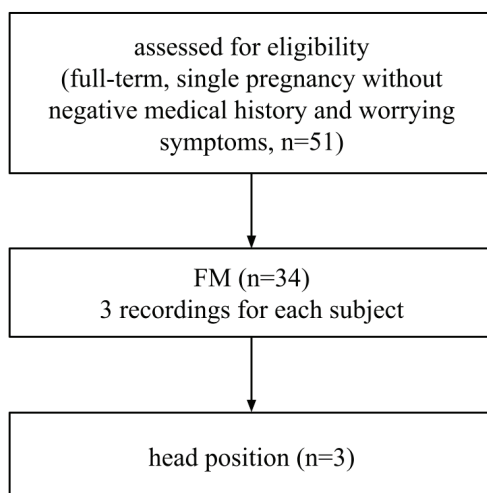 assessed for eligibility
(full-term, single pregnancy without
negative medical history and worrying
symptoms, n=51)
FM (n=34)
3 recordings for each subject
head position (n=3)